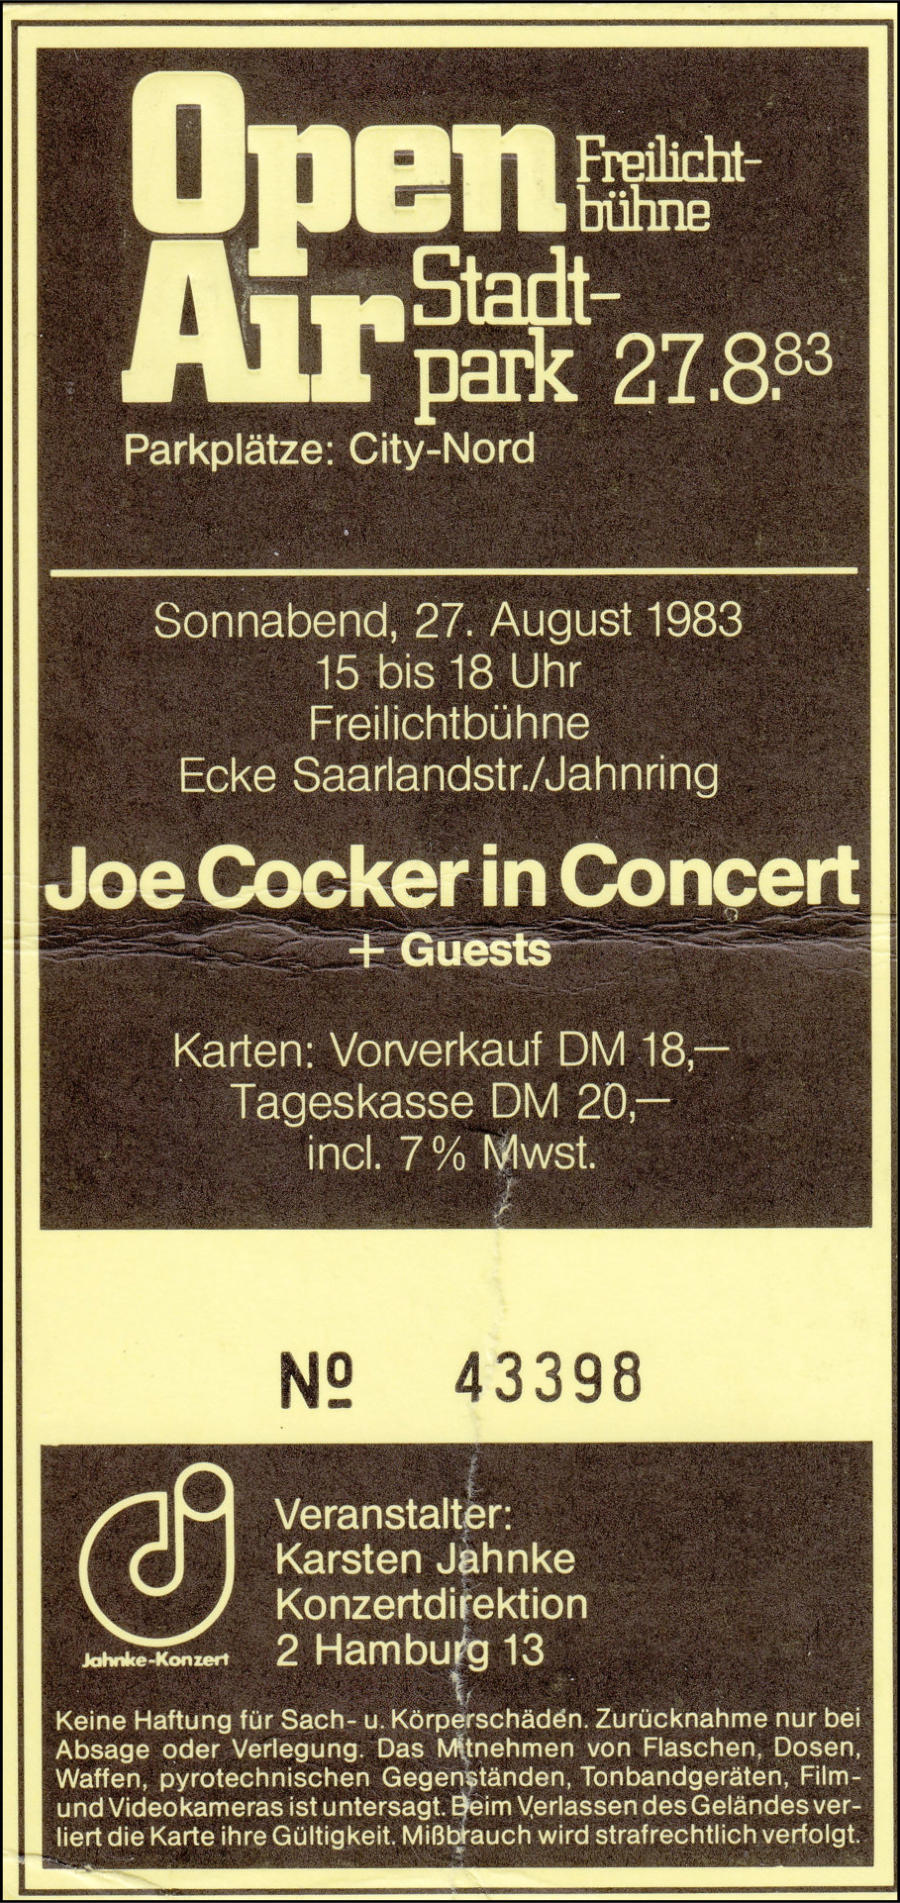 Open Freilicht-
bühne
Air Stadt-
park 27.8.83
Parkplätze: City-Nord
Sonnabend, 27. August 1983
15 bis 18 Uhr
Freilichtbühne
Ecke Saarlandstr./Jahnring
Joe Cocker in Concert
+ Guests
Karten: Vorverkauf DM 18,—
Tageskasse DM 20,—
incl. 7 % Mwst.
Nº 43398
Veranstalter:
Karsten Jahnke
Konzertdirektion
2 Hamburg 13
Jahnke-Konzert
Keine Haftung für Sach- u. Körperschäden. Zurücknahme nur bei
Absage oder Verlegung. Das Mitnehmen von Flaschen, Dosen,
Waffen, pyrotechnischen Gegenständen, Tonbandgeräten, Film-
und Videokameras ist untersagt. Beim Verlassen des Geländes ver-
liert die Karte ihre Gültigkeit. Mißbrauch wird strafrechtlich verfolgt.